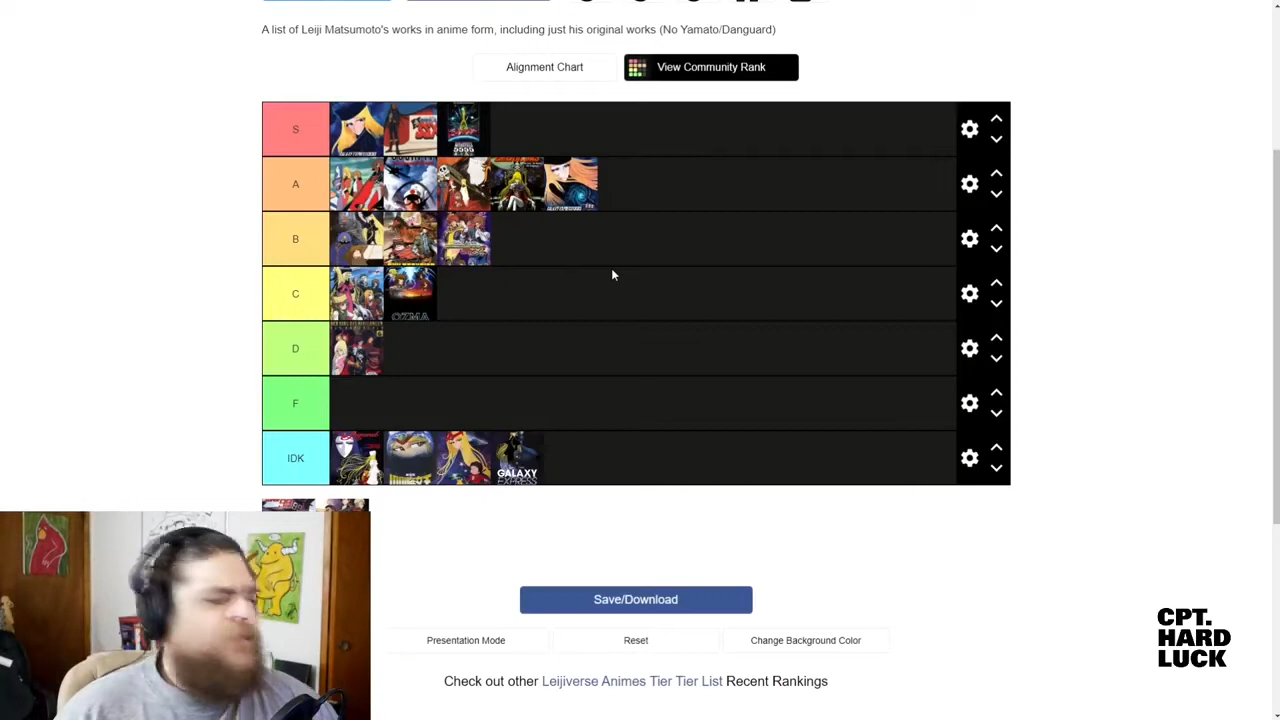 A list of Leiji Matsumoto's works in anime form, including just his original works (No Yamato/Danguard)
Alignment Chart
View Community Rank
S
5555
A
B
C
OZMA
D
F
IDK
GALAXY
EXPRESS
Save/Download
Presentation Mode
Reset
Change Background Color
Check out other Leijiverse Animes Tier Tier List Recent Rankings
CPT.
HARD
LUCK